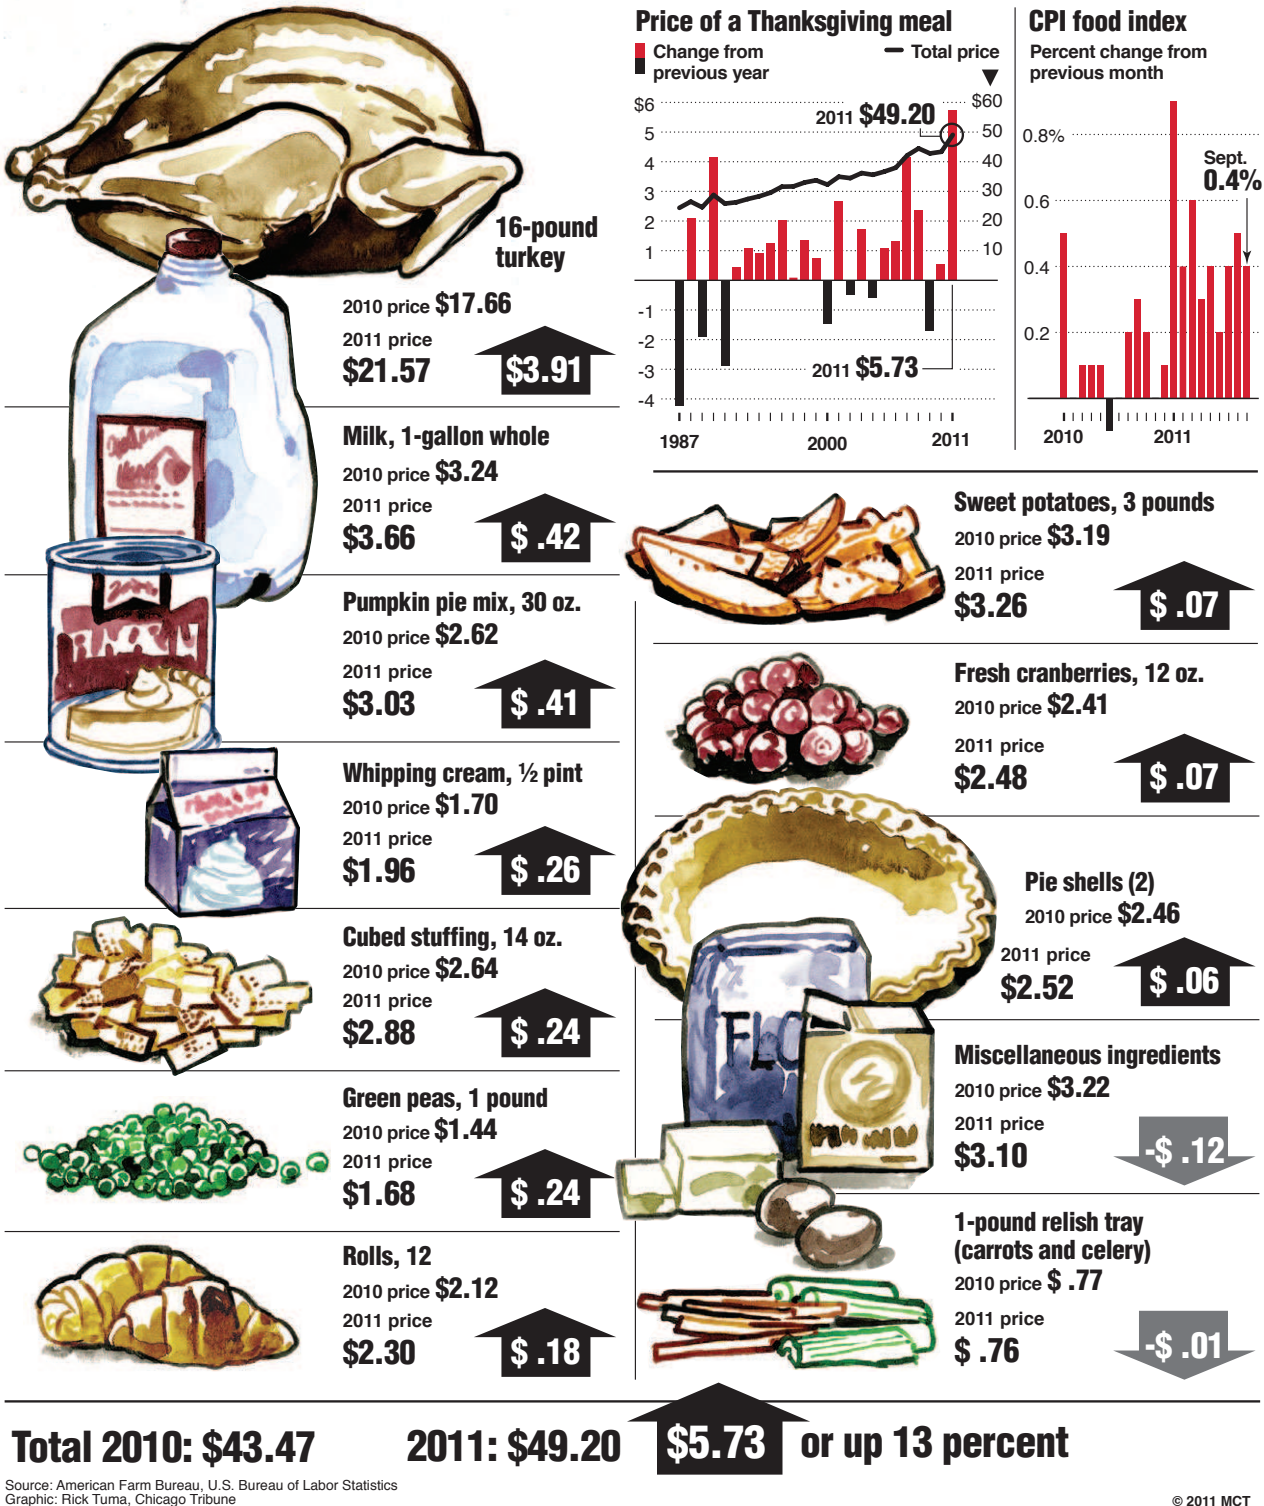 16-pound
turkey
2010 price $17.66
2011 price
$21.57
$3.91
Milk, 1-gallon whole
2010 price $3.24
2011 price
$3.66
$ .42
Pumpkin pie mix, 30 oz.
2010 price $2.62
2011 price
$3.03
$ .41
Whipping cream, ½ pint
2010 price $1.70
2011 price
$1.96
$ .26
Cubed stuffing, 14 oz.
2010 price $2.64
2011 price
$2.88
$ .24
Green peas, 1 pound
2010 price $1.44
2011 price
$1.68
$ .24
Rolls, 12
2010 price $2.12
2011 price
$2.30
$ .18
Price of a Thanksgiving meal
Change from
previous year
Total price
$6
5
4
3
2
1
-1
-2
-3
-4
$60
50
40
30
20
10
2011 $49.20
2011 $5.73
1987
2000
2011
CPI food index
Percent change from
previous month
0.8%
0.6
0.4
0.2
Sept.
0.4%
2010
2011
Sweet potatoes, 3 pounds
2010 price $3.19
2011 price
$3.26
$ .07
Fresh cranberries, 12 oz.
2010 price $2.41
2011 price
$2.48
$ .07
Pie shells (2)
2010 price $2.46
2011 price
$2.52
$ .06
FLO
Miscellaneous ingredients
2010 price $3.22
2011 price
$3.10
-$ .12
1-pound relish tray
(carrots and celery)
2010 price $ .77
2011 price
$ .76
-$ .01
Total 2010: $43.47 2011: $49.20 $5.73 or up 13 percent
Source: American Farm Bureau, U.S. Bureau of Labor Statistics
Graphic: Rick Tuma, Chicago Tribune
© 2011 MCT